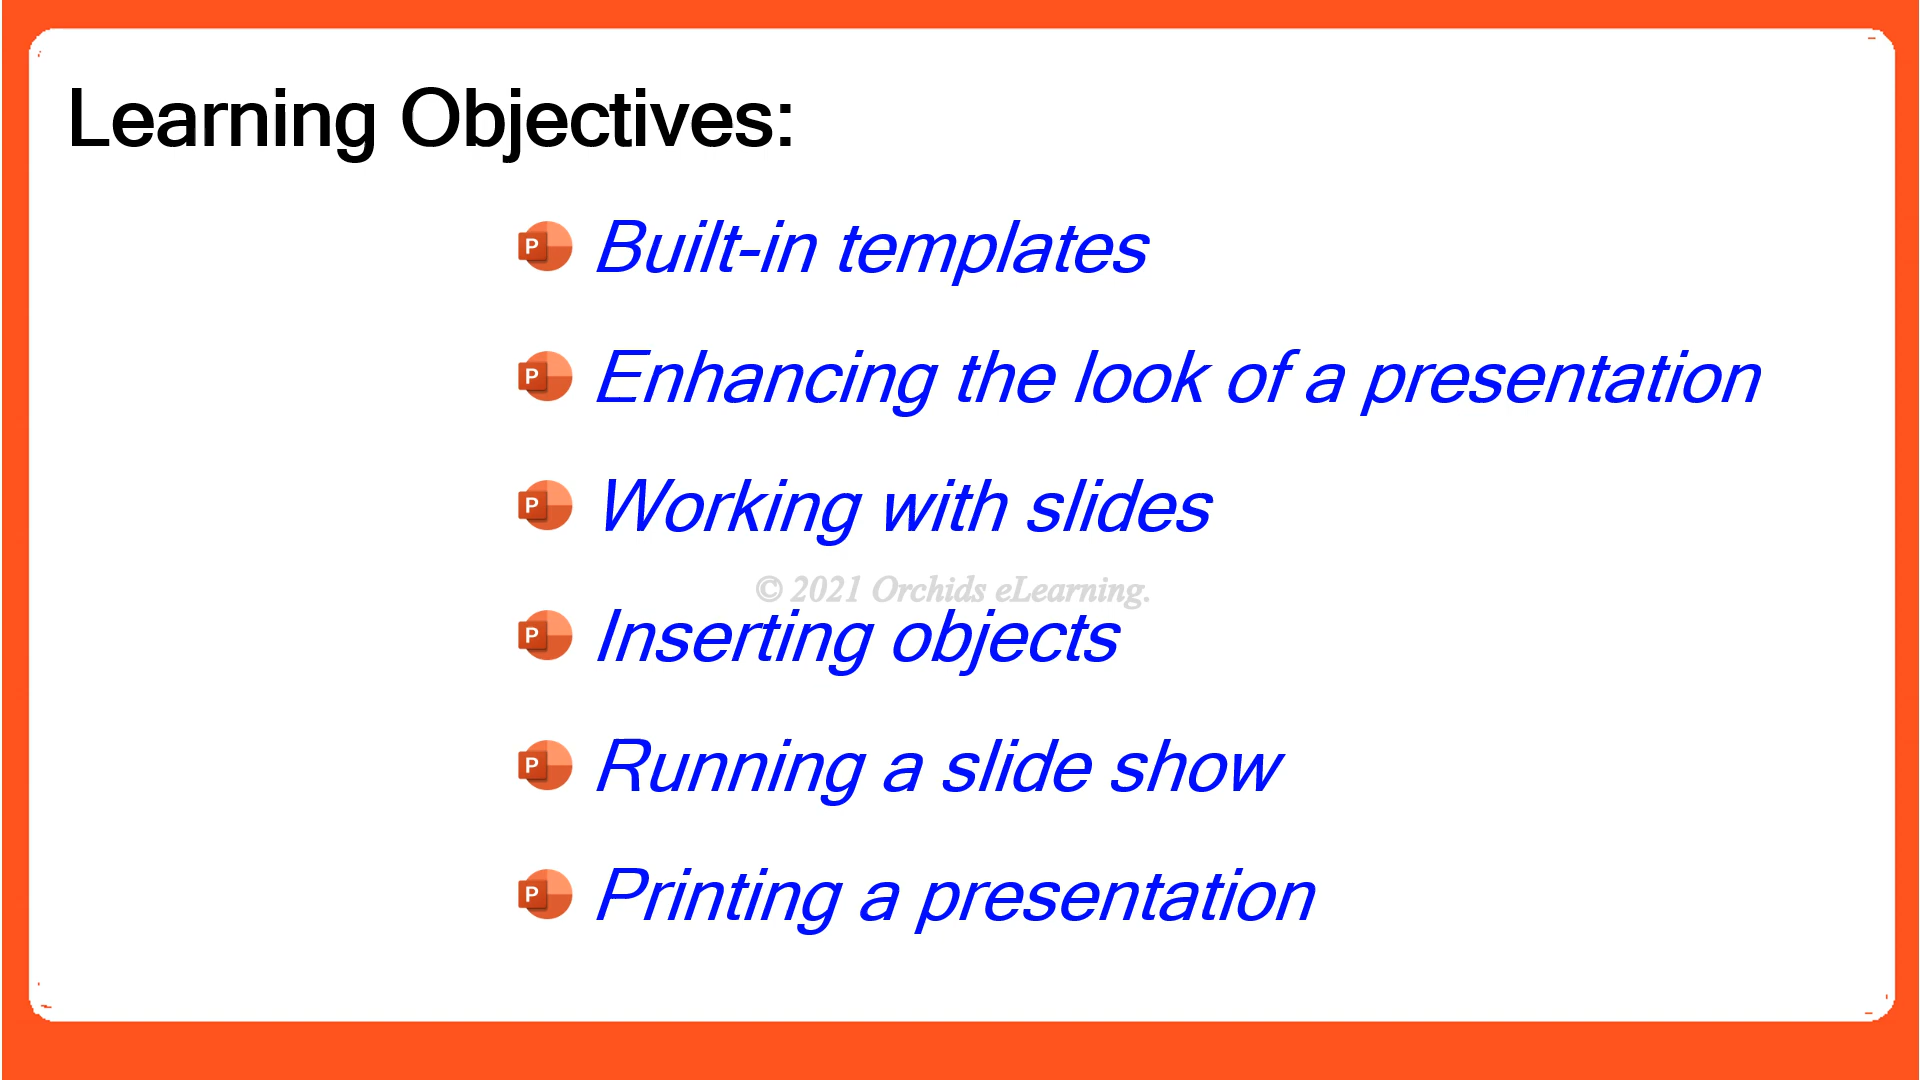 Learning Objectives:
P Built-in templates
P Enhancing the look of a presentation
P Working with slides
© 2021 Orchids eLearning.
P Inserting objects
P Running a slide show
P Printing a presentation